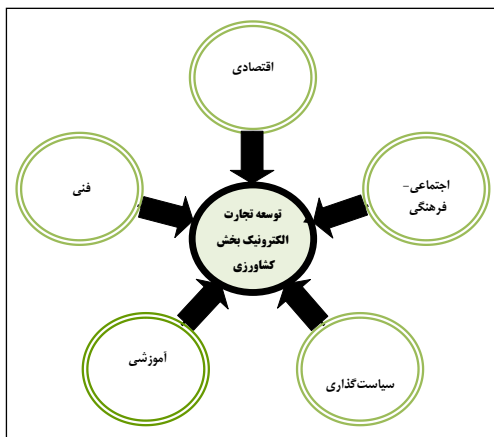 اقتصادی
اجتماعی-
فرهنگی
فنی
توسعه تجارت
الکترونیک بخش
کشاورزی
آموزشی
سیاست‌گذاری